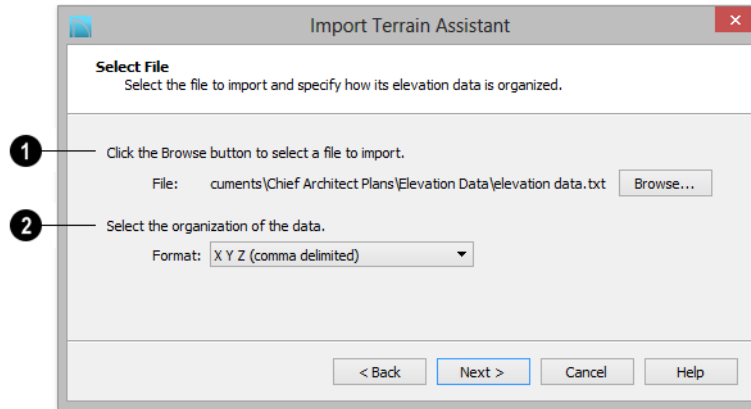 Import Terrain Assistant
Select File
Select the file to import and specify how its elevation data is organized.
1 Click the Browse button to select a file to import.
File: cuments\Chief Architect Plans\Elevation Data\elevation data.txt Browse...
2 Select the organization of the data.
Format: X Y Z (comma delimited)
< Back Next > Cancel Help